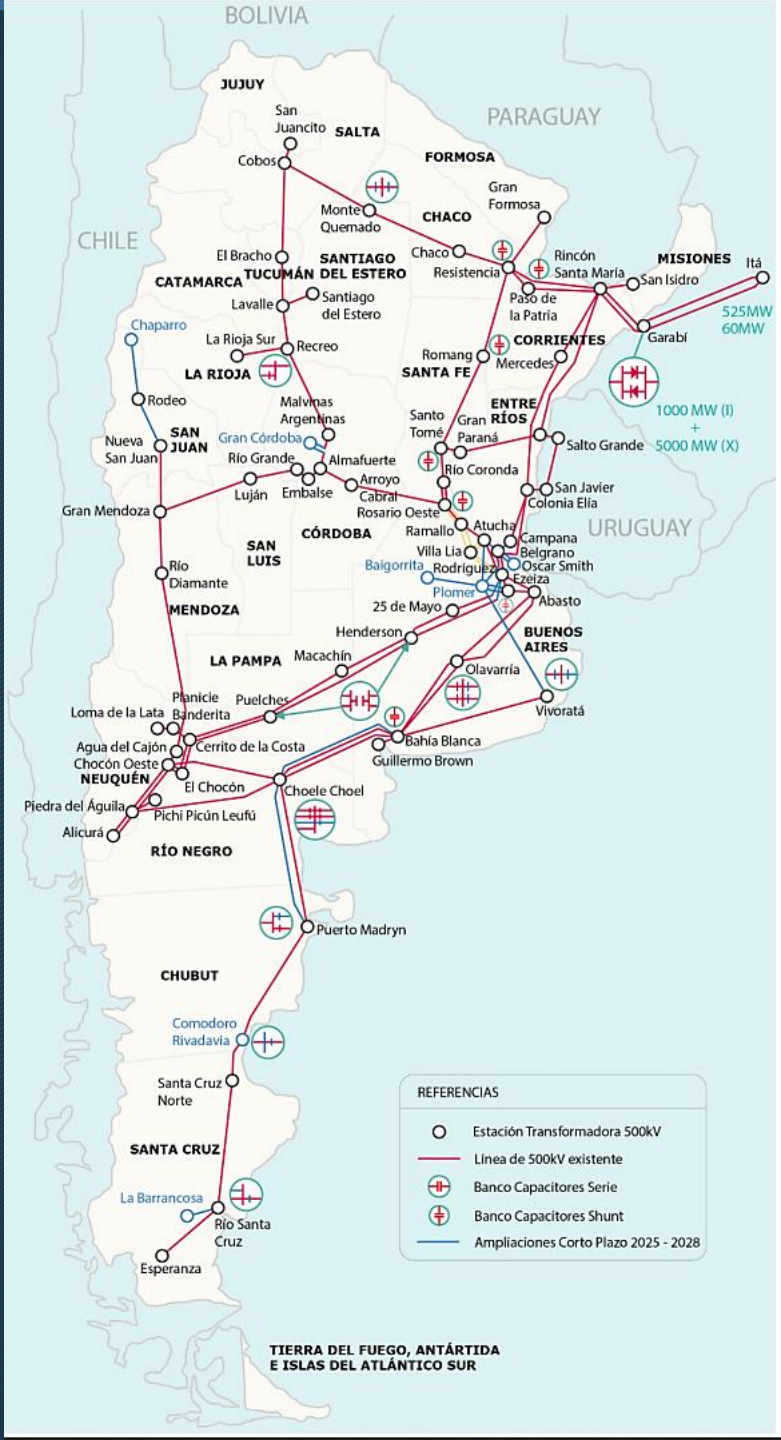 BOLIVIA
JUJUY
San
Juancito
SALTA
PARAGUAY
Cobos
FORMOSA
Monte
Quemado
Gran
Formosa
CHACO
CHILE
El Bracho
Chaco
Resistencia
Rincón
Santa María
MISIONES
Itá
SANTIAGO
DEL ESTERO
CATAMARCA
TUCUMÁN
San Isidro
Lavalle
Santiago
del Estero
Paso de
la Patria
525MW
60MW
Chaparro
Garabí
La Rioja Sur
Recreo
CORRIENTES
Romang
Mercedes
LA RIOJA
SANTA FE
Rodeo
Malvinas
Argentinas
ENTRE
RÍOS
1000 MW (I)
+
5000 MW (X)
Santo
Tomé
Gran
Paraná
Nueva
San Juan
SAN
JUAN
Gran Córdoba
Salto Grande
Río Grande
Almafuerte
Río Coronda
Luján
Embalse
Arroyo
Cabral
San Javier
Colonia Elía
Gran Mendoza
Rosario Oeste
CÓRDOBA
Ramallo
Atucha
URUGUAY
SAN
LUIS
Villa Lia
Campana
Belgrano
Río
Diamante
Baigorrita
Rodríguez
Oscar Smith
Ezeiza
Plomer
MENDOZA
25 de Mayo
Abasto
Henderson
BUENOS
AIRES
LA PAMPA
Macachín
Olavarría
Planicie
Banderita
Puelches
Loma de la Lata
Vivoratá
Agua del Cajón
Cerrito de la Costa
Bahía Blanca
Chocón Oeste
Guillermo Brown
NEUQUÉN
El Chocón
Choele Choel
Piedra del Águila
Pichi Picún Leufú
Alicurá
RÍO NEGRO
Puerto Madryn
CHUBUT
Comodoro
Rivadavía
Santa Cruz
Norte
REFERENCIAS
Estación Transformadora 500kV
Línea de 500kV existente
Banco Capacitores Serie
Banco Capacitores Shunt
Ampliaciones Corto Plazo 2025 - 2028
SANTA CRUZ
La Barrancosa
Río Santa
Cruz
Esperanza
TIERRA DEL FUEGO, ANTÁRTIDA
E ISLAS DEL ATLÁNTICO SUR